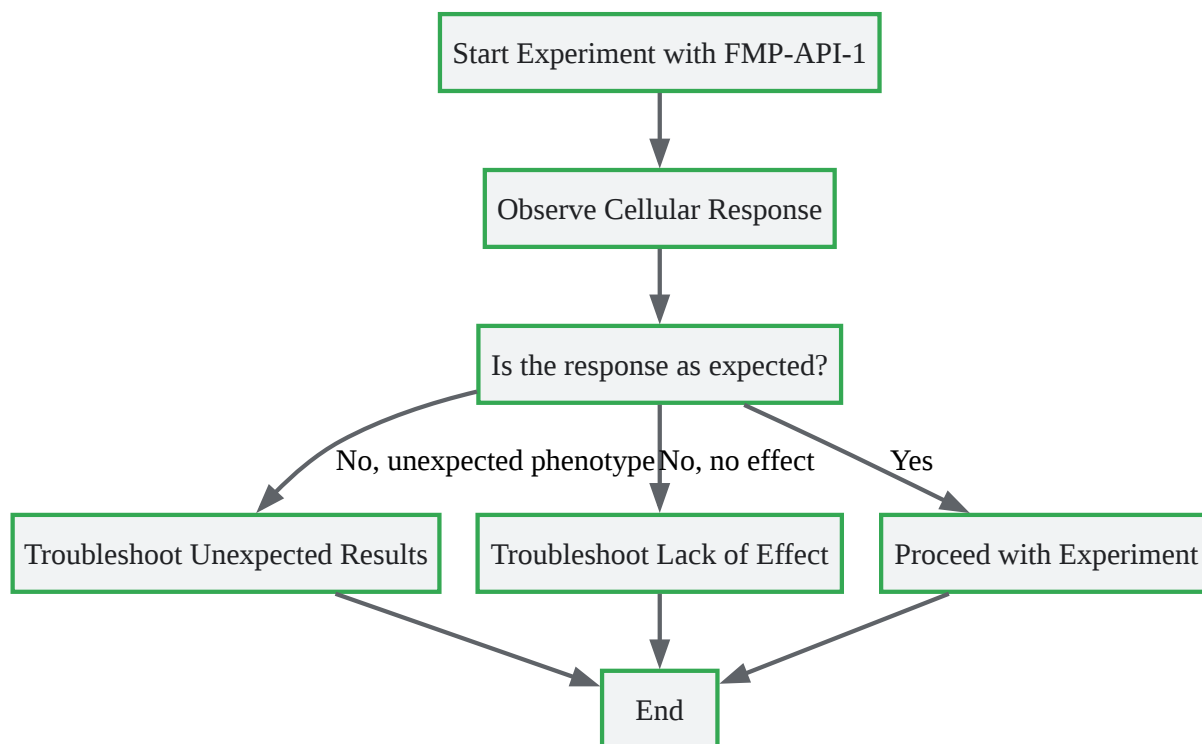 Start Experiment with FMP-API-1
Observe Cellular Response
Is the response as expected?
No, unexpected phenotype
No, no effect
Yes
Troubleshoot Unexpected Results
Troubleshoot Lack of Effect
Proceed with Experiment
End